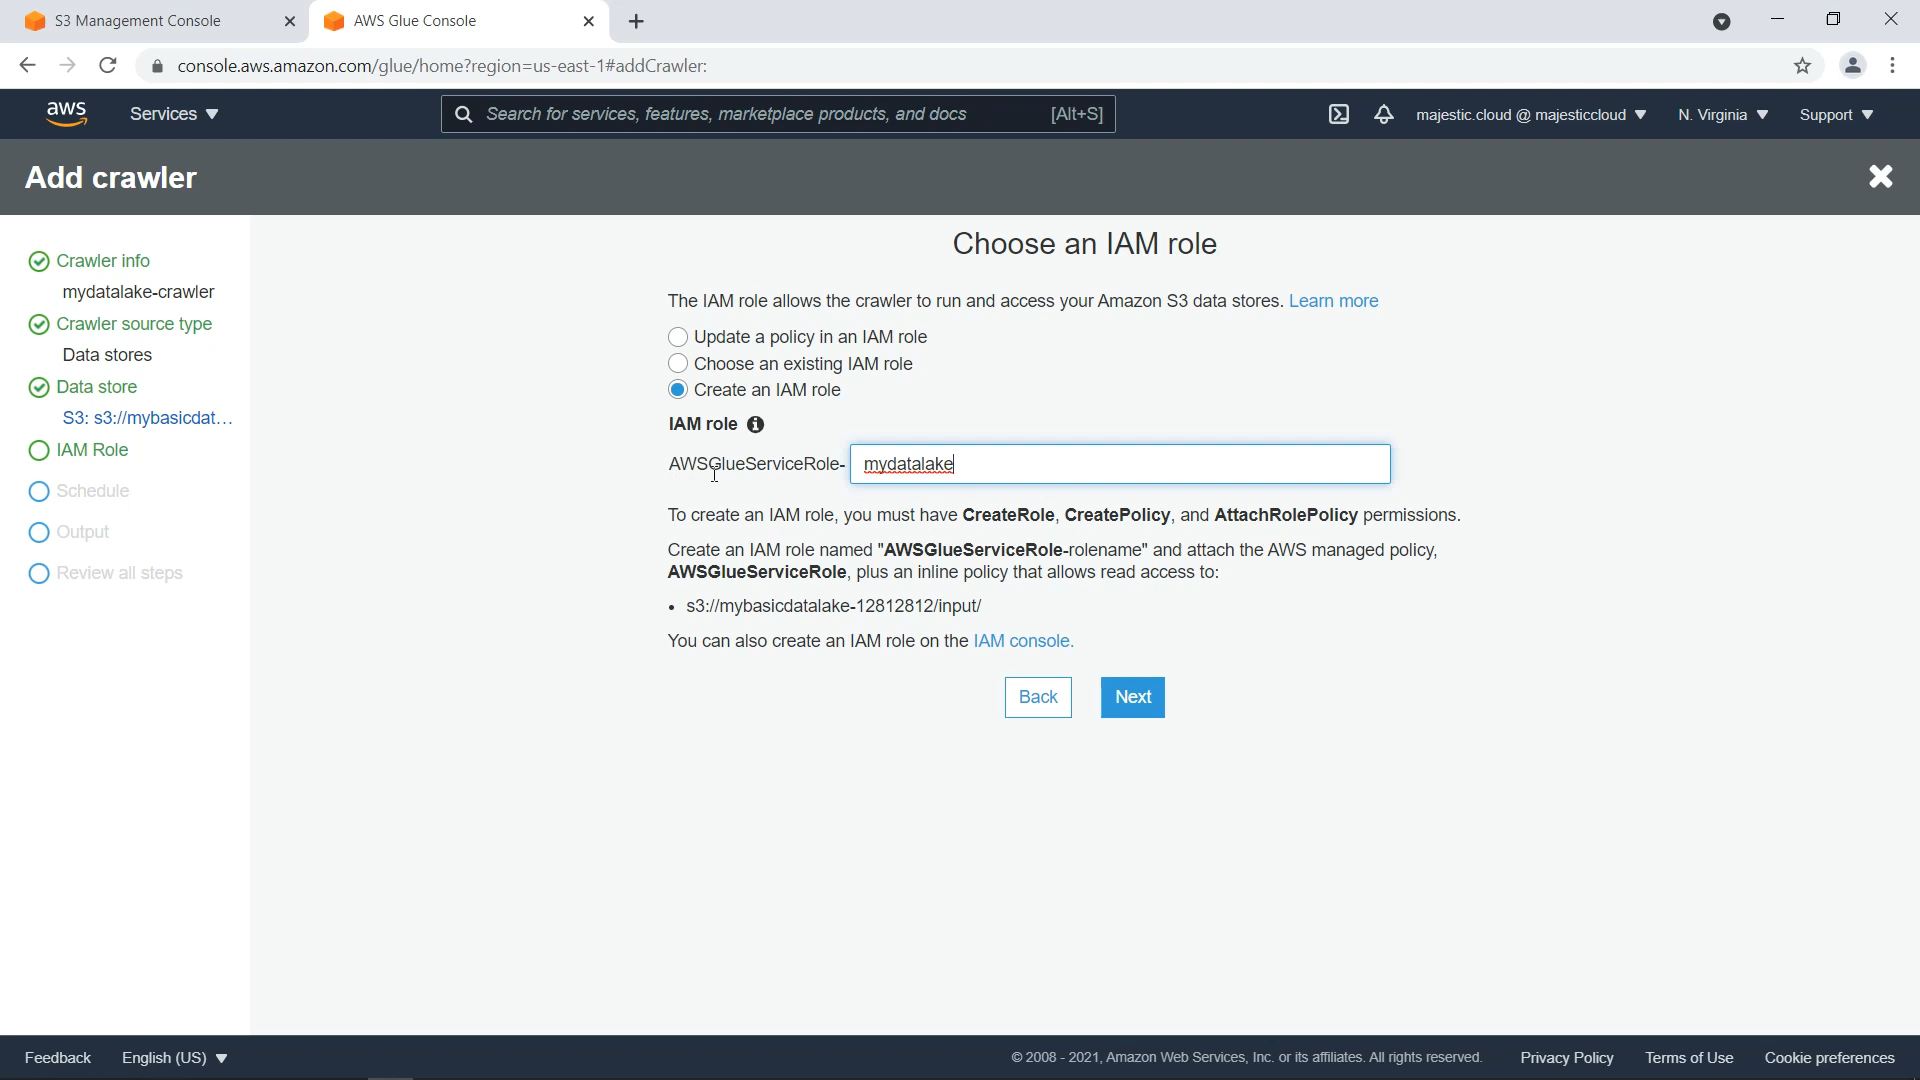 S3 Management Console
AWS Glue Console
console.aws.amazon.com/glue/home?region=us-east-1#addCrawler:
aws
Services
Search for services, features, marketplace products, and docs
[Alt+S]
majestic.cloud @ majesticcloud
N. Virginia
Support
Add crawler
Crawler info
mydatalake-crawler
Crawler source type
Data stores
Data store
S3: s3://mybasicdat...
IAM Role
Schedule
Output
Review all steps
Choose an IAM role
The IAM role allows the crawler to run and access your Amazon S3 data stores. Learn more
Update a policy in an IAM role
Choose an existing IAM role
Create an IAM role
IAM role
AWSGlueServiceRole- mydatalake
To create an IAM role, you must have CreateRole, CreatePolicy, and AttachRolePolicy permissions.
Create an IAM role named "AWSGlueServiceRole-rolename" and attach the AWS managed policy,
AWSGlueServiceRole, plus an inline policy that allows read access to:
• s3://mybasicdatalake-12812812/input/
You can also create an IAM role on the IAM console.
Back
Next
Feedback
English (US)
© 2008 - 2021, Amazon Web Services, Inc. or its affiliates. All rights reserved.
Privacy Policy
Terms of Use
Cookie preferences